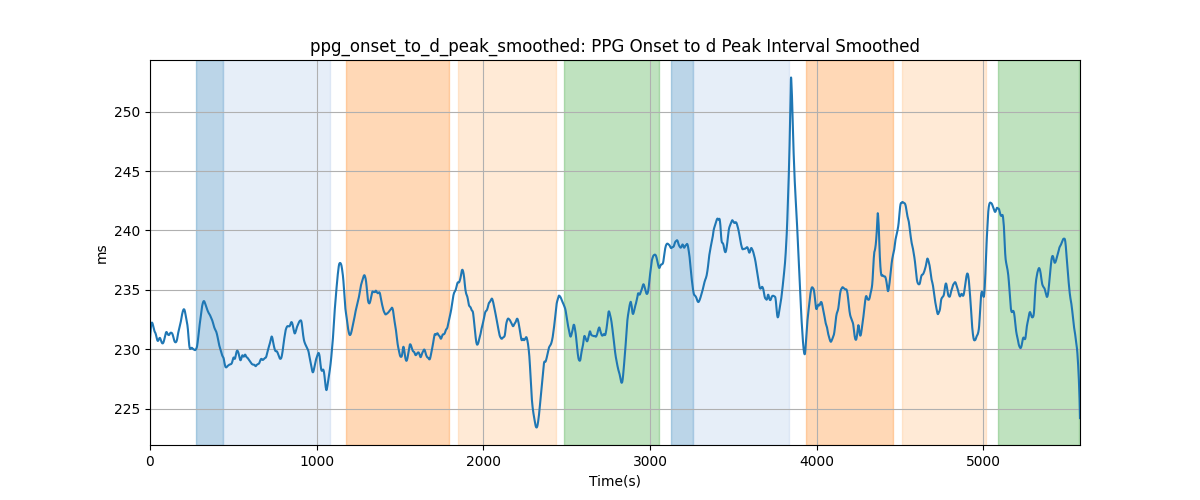 ppg_onset_to_d_peak_smoothed: PPG Onset to d Peak Interval Smoothed
250
245
240
235
230
225
ms
0 1000 2000 3000 4000 5000
Time(s)